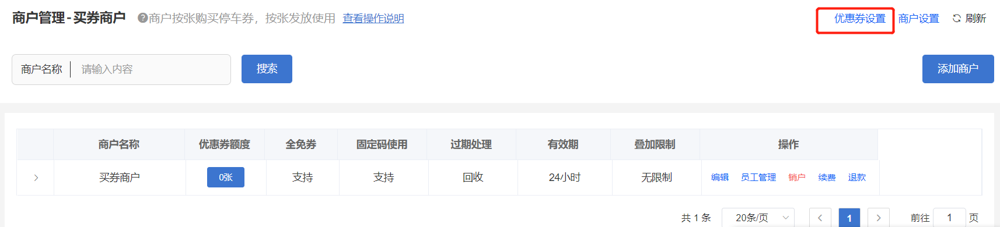 商户管理-买券商户 ?商户按张购买停车券，按张发放使用 查看操作说明 优惠券设置 商户设置 刷新
商户名称 请输入内容 搜索 添加商户
商户名称 优惠券额度 全免券 固定码使用 过期处理 有效期 叠加限制 操作
买券商户 0张 支持 支持 回收 24小时 无限制 编辑 员工管理 销户 续费 退款
共 1 条 20条/页 1 前往 1 页